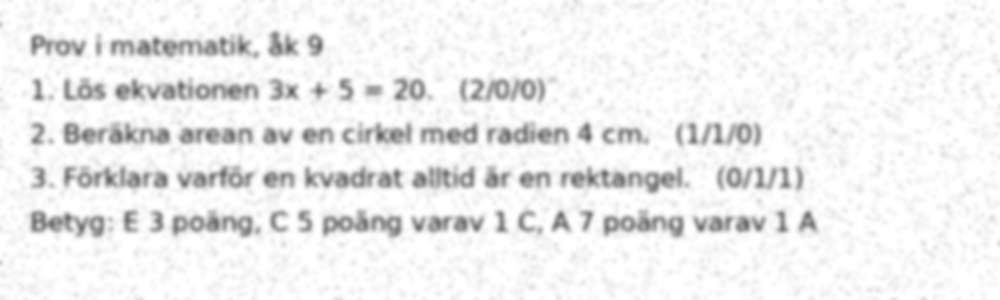 Prov i matematik, åk 9
1. Lös ekvationen 3x + 5 = 20. (2/0/0)
2. Beräkna arean av en cirkel med radien 4 cm. (1/1/0)
3. Förklara varför en kvadrat alltid är en rektangel. (0/1/1)
Betyg: E 3 poäng, C 5 poäng varav 1 C, A 7 poäng varav 1 A